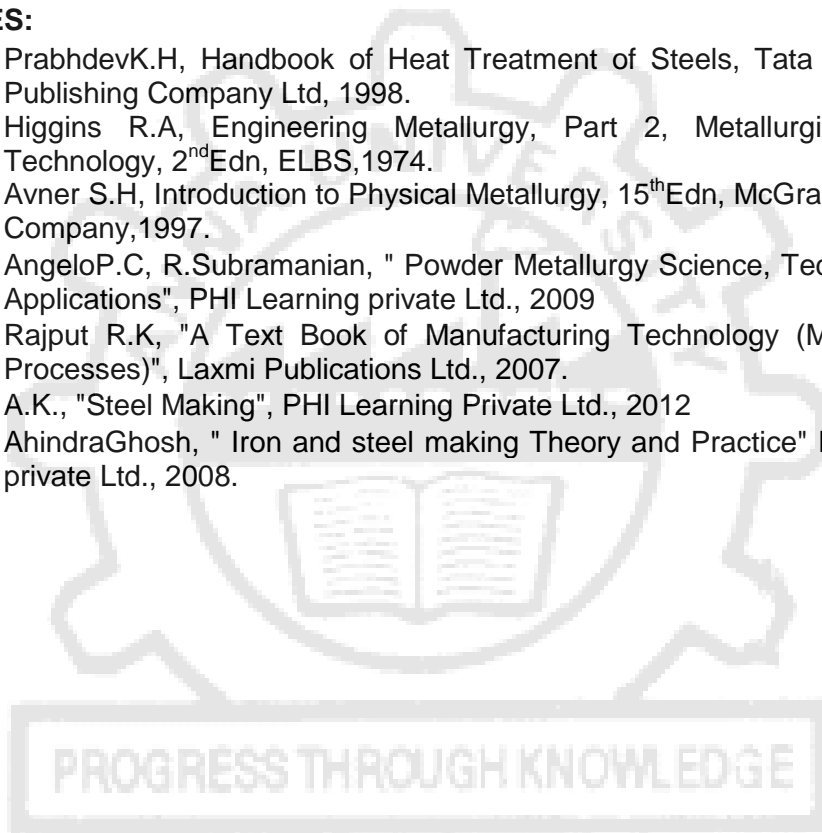 ES:
PrabhdevK.H, Handbook of Heat Treatment of Steels, Tata
Publishing Company Ltd, 1998.
Higgins R.A, Engineering Metallurgy, Part 2, Metallurgi
Technology, 2ndEdn, ELBS,1974.
Avner S.H, Introduction to Physical Metallurgy, 15thEdn, McGra
Company,1997.
AngeloP.C, R.Subramanian, " Powder Metallurgy Science, Tec
Applications", PHI Learning private Ltd., 2009
Rajput R.K, "A Text Book of Manufacturing Technology (M
Processes)", Laxmi Publications Ltd., 2007.
A.K., "Steel Making", PHI Learning Private Ltd., 2012
AhindraGhosh, " Iron and steel making Theory and Practice"
private Ltd., 2008.
PROGRESS THROUGH KNOWLEDGE